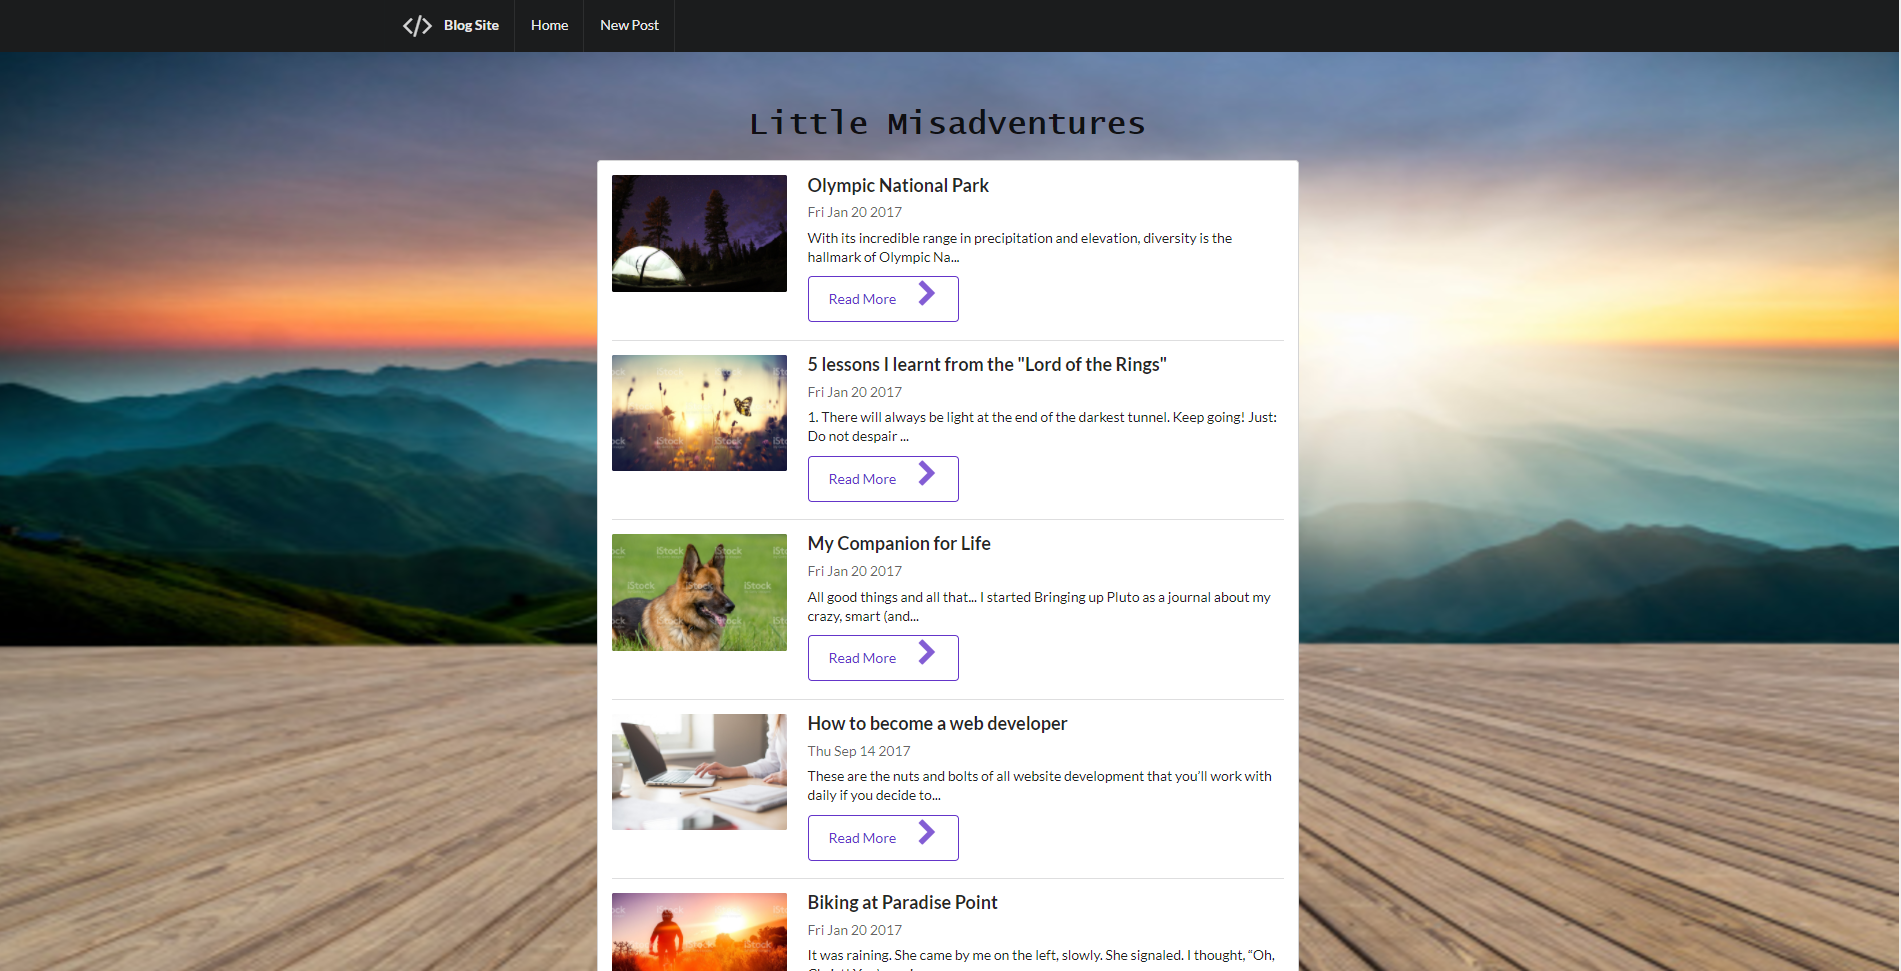 </> Blog Site Home New Post
Little Misadventures
Olympic National Park
Fri Jan 20 2017
With its incredible range in precipitation and elevation, diversity is the
hallmark of Olympic Na...
Read More
5 lessons I learnt from the "Lord of the Rings"
Fri Jan 20 2017
1. There will always be light at the end of the darkest tunnel. Keep going! Just:
Do not despair ...
Read More
iStock
My Companion for Life
Fri Jan 20 2017
All good things and all that... I started Bringing up Pluto as a journal about my
crazy, smart (and...
Read More
iStock iStock
iStock iStock
How to become a web developer
Thu Sep 14 2017
These are the nuts and bolts of all website development that you’ll work with
daily if you decide to...
Read More
Biking at Paradise Point
Fri Jan 20 2017
It was raining. She came by me on the left, slowly. She signaled. I thought, “Oh,